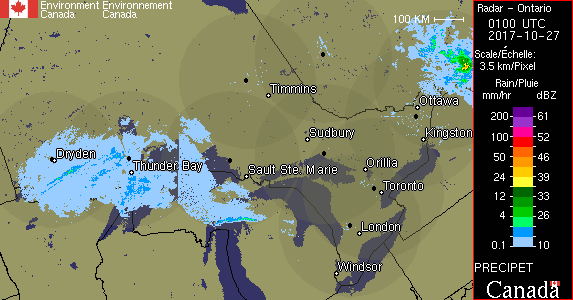 Environment Environnement
Canada Canada
100 KM
Timmins
Ottawa
Sudbury
Kingston
Dryden
Thunder Bay
Sault Ste. Marie
Orillia
Toronto
London
Windsor
Radar - Ontario
0100 UTC
2017-10-27
Scale/Échelle:
3.5 km/Pixel
Rain/Pluie
mm/hr dBZ
200 61
100 56
50 46
24 39
12 33
4 26
0.1 10
PRECIPET
Canada